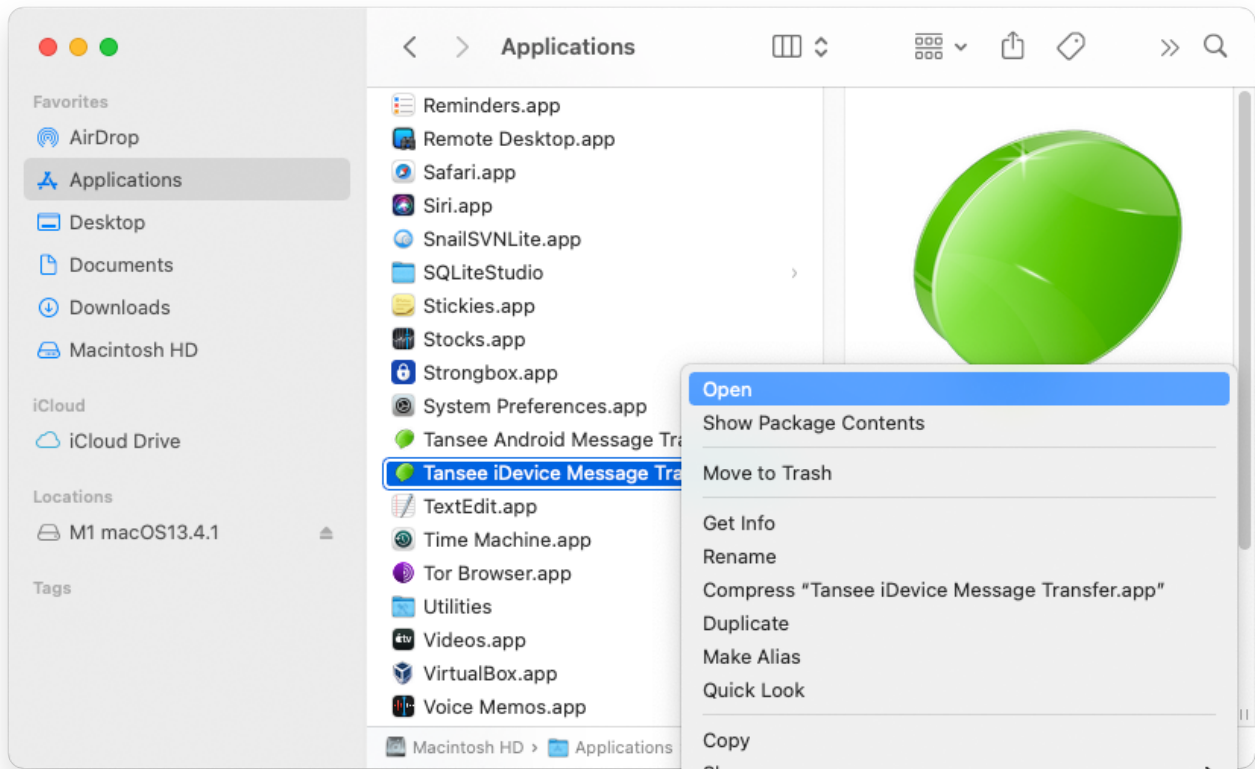 Applications
Favorites
AirDrop
Applications
Desktop
Documents
Downloads
Macintosh HD
iCloud
iCloud Drive
Locations
M1 macOS13.4.1
Tags
Reminders.app
Remote Desktop.app
Safari.app
Siri.app
SnailSVNLite.app
SQLiteStudio
Stickies.app
Stocks.app
Strongbox.app
System Preferences.app
Tansee Android Message Tra
Tansee iDevice Message Tra
TextEdit.app
Time Machine.app
Tor Browser.app
Utilities
Videos.app
VirtualBox.app
Voice Memos.app
Macintosh HD › Applications
Open
Show Package Contents
Move to Trash
Get Info
Rename
Compress “Tansee iDevice Message Transfer.app”
Duplicate
Make Alias
Quick Look
Copy